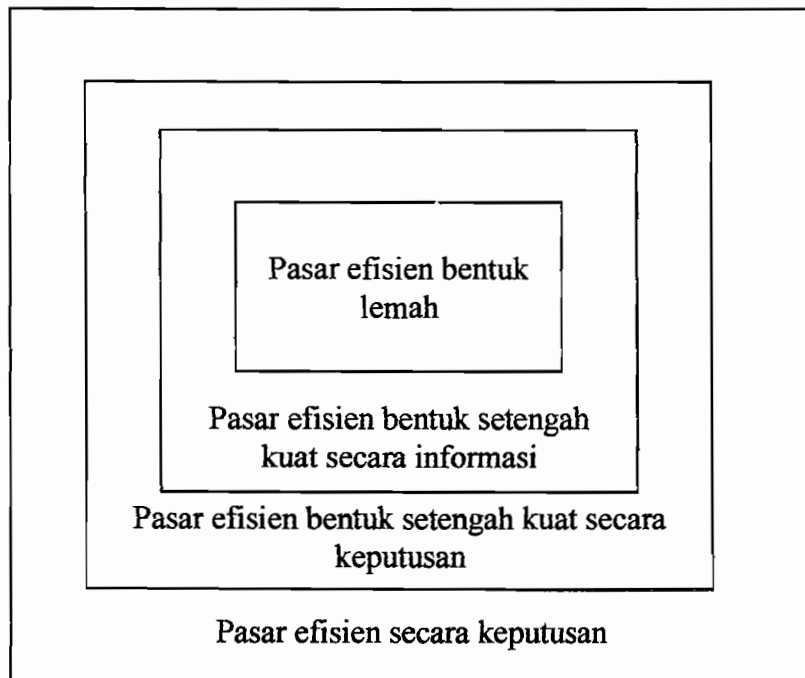 Pasar efisien bentuk
lemah
Pasar efisien bentuk setengah
kuat secara informasi
Pasar efisien bentuk setengah kuat secara
keputusan
Pasar efisien secara keputusan